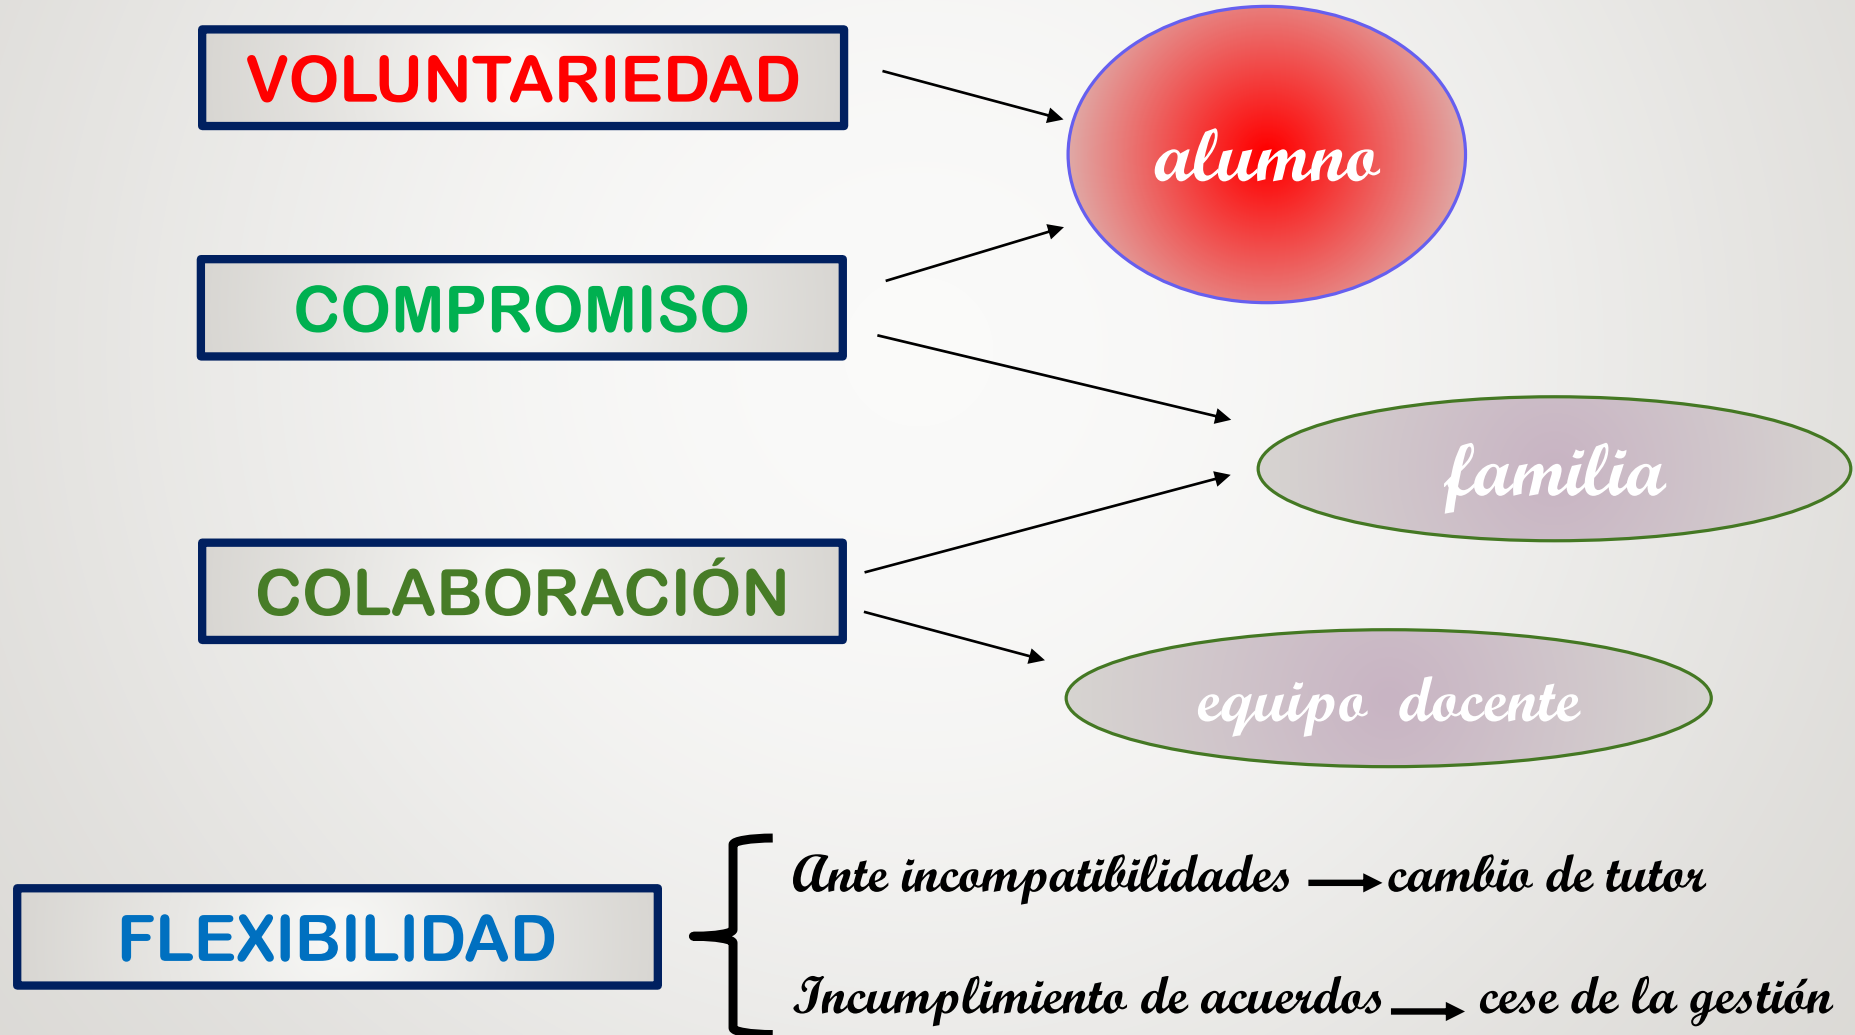 VOLUNTARIEDAD
alumno
COMPROMISO
familia
COLABORACIÓN
equipo docente
FLEXIBILIDAD
Ante incompatibilidades cambio de tutor
Incumplimiento de acuerdos cese de la gestión